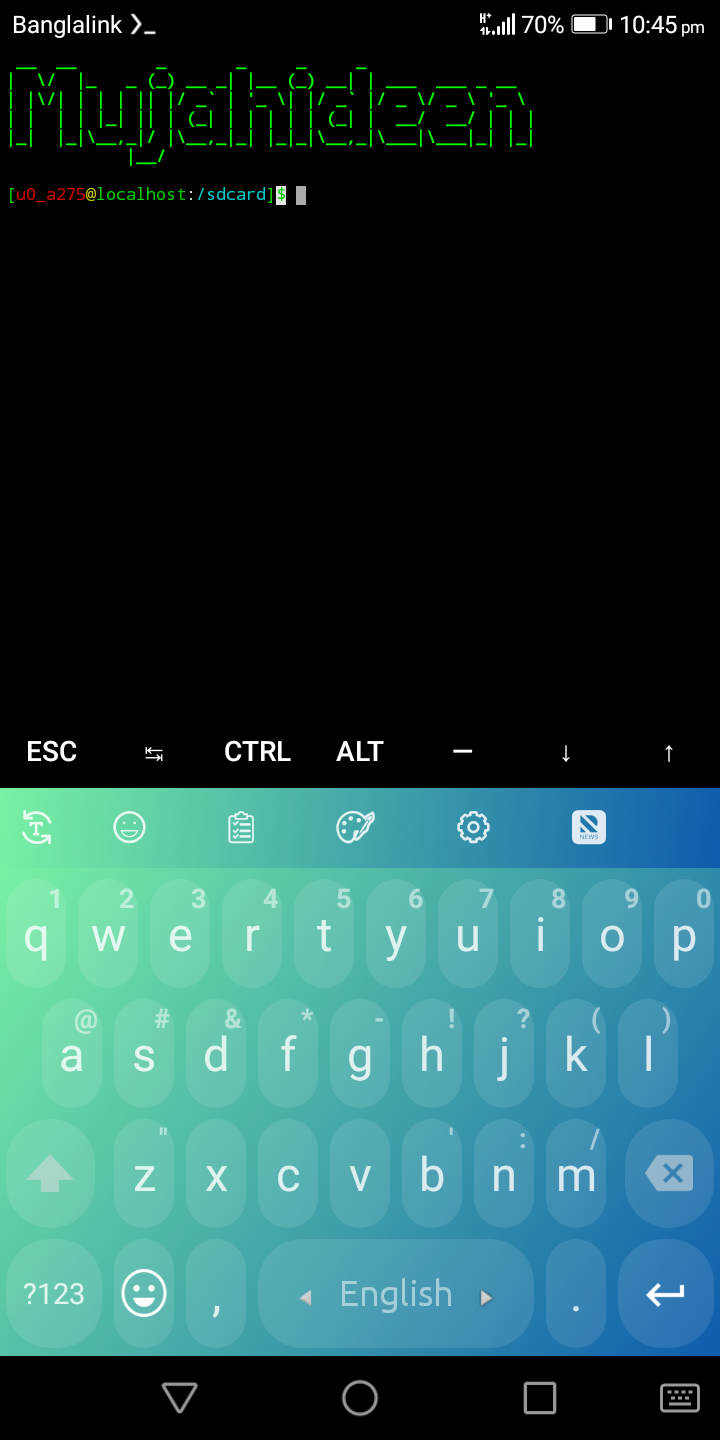 Banglalink 70% 10:45 pm
Mujahideen
[u0_a275@localhost:/sdcard]$
ESC ↹ CTRL ALT — ↓ ↑
NEWS
1 2 3 4 5 6 7 8 9 0
q w e r t y u i o p
@ # & * - ! ? ( )
a s d f g h j k l
" ' : /
z x c v b n m
?123 , English .